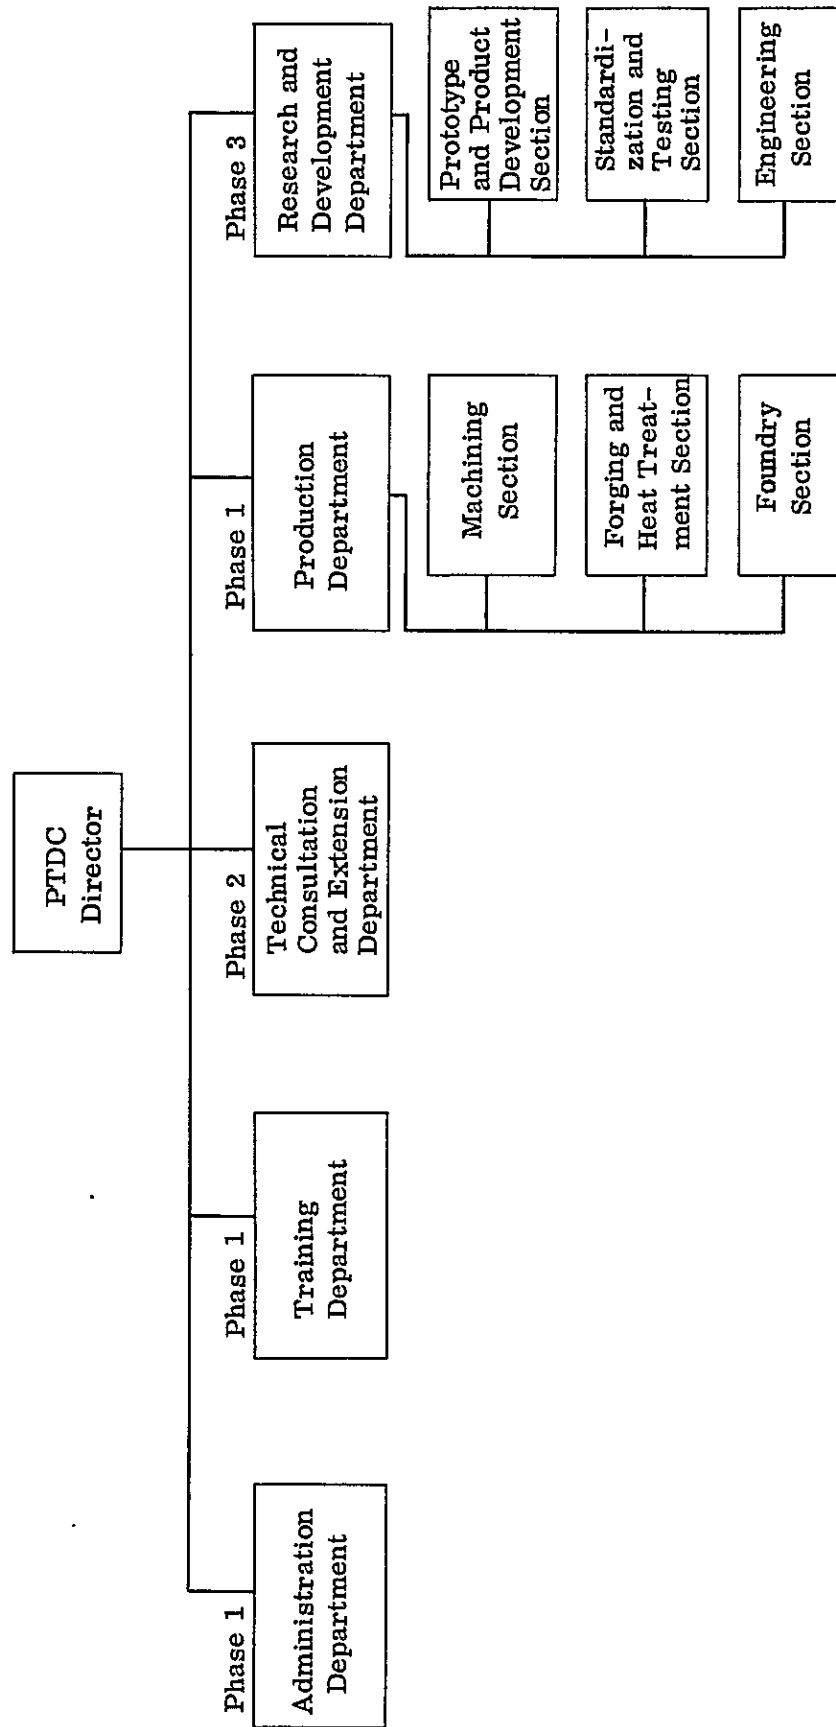 PTDC
Director
Phase 1
Administration
Department
Phase 1
Training
Department
Phase 2
Technical
Consultation
and Extension
Department
Phase 1
Production
Department
Machining
Section
Forging and
Heat Treat-
ment Section
Foundry
Section
Phase 3
Research and
Development
Department
Prototype
and Product
Development
Section
Standardi-
zation and
Testing
Section
Engineering
Section